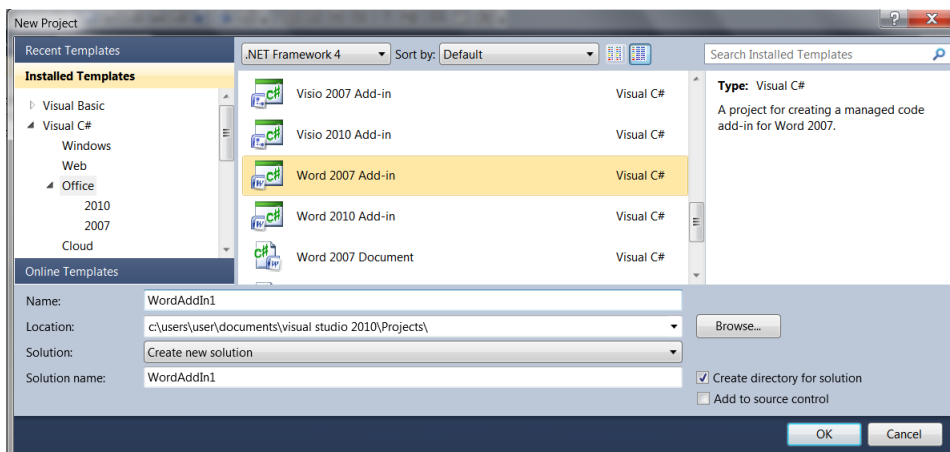 New Project
Recent Templates
Installed Templates
Visual Basic
Visual C#
Windows
Web
Office
2010
2007
Cloud
Online Templates
.NET Framework 4
Sort by: Default
Visio 2007 Add-in Visual C#
Visio 2010 Add-in Visual C#
Word 2007 Add-in Visual C#
Word 2010 Add-in Visual C#
Word 2007 Document Visual C#
Search Installed Templates
Type: Visual C#
A project for creating a managed code
add-in for Word 2007.
Name: WordAddIn1
Location: c:\users\user\documents\visual studio 2010\Projects\
Browse...
Solution: Create new solution
Solution name: WordAddIn1
Create directory for solution
Add to source control
OK Cancel